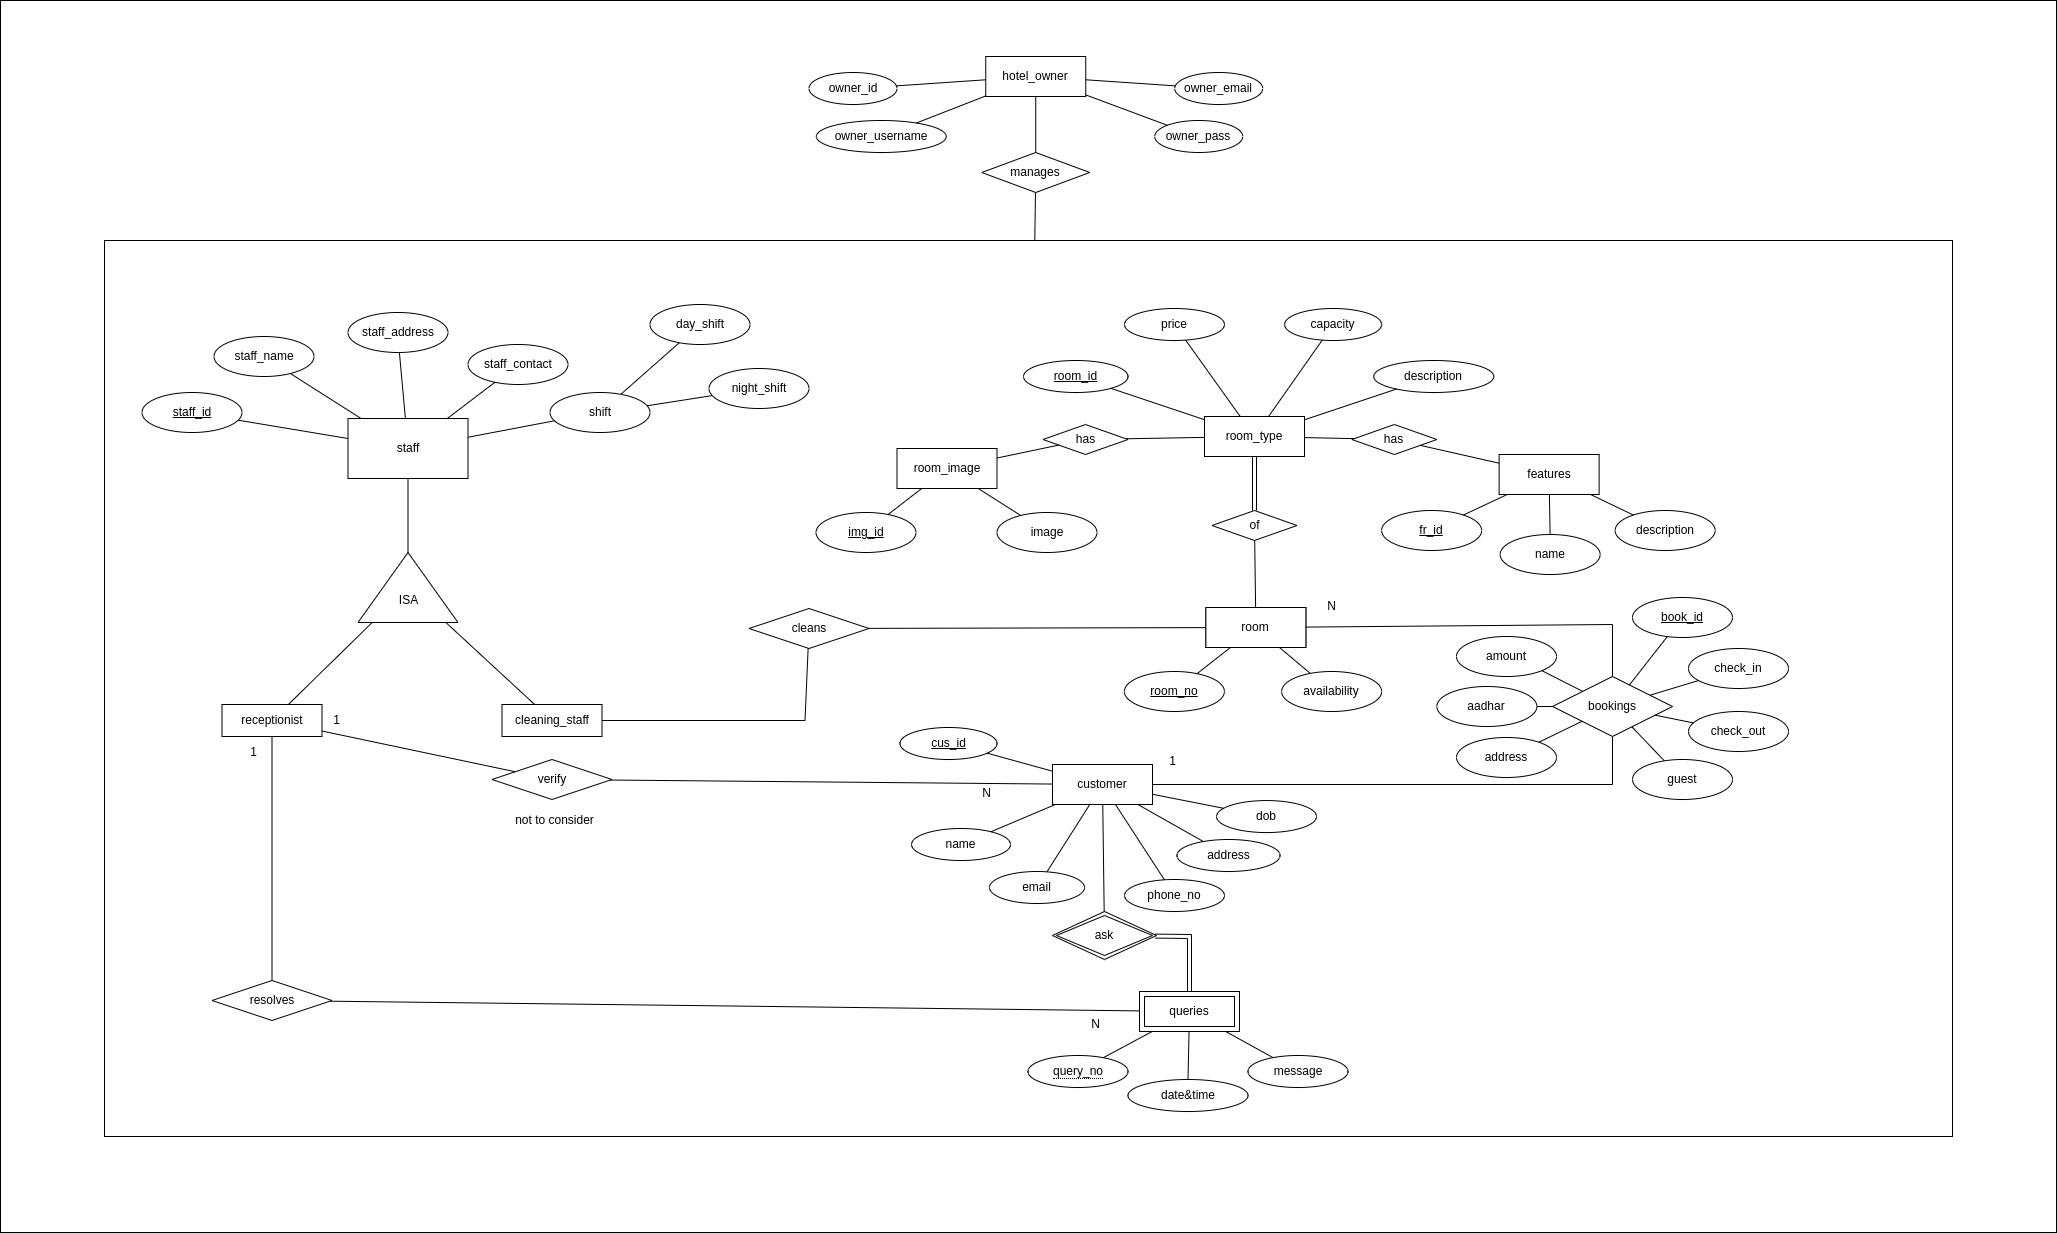 hotel_owner
owner_id
owner_email
owner_username
owner_pass
manages
day_shift
price
capacity
staff_address
staff_name
staff_contact
room_id
description
night_shift
staff_id
shift
room_type
has
has
staff
room_image
features
img_id
image
of
fr_id
description
name
ISA
N
book_id
cleans
room
amount
check_in
room_no
availability
aadhar
bookings
receptionist
1
cleaning_staff
check_out
cus_id
1
address
1
verify
customer
guest
N
not to consider
dob
name
address
email
phone_no
ask
resolves
queries
N
query_no
message
date&time